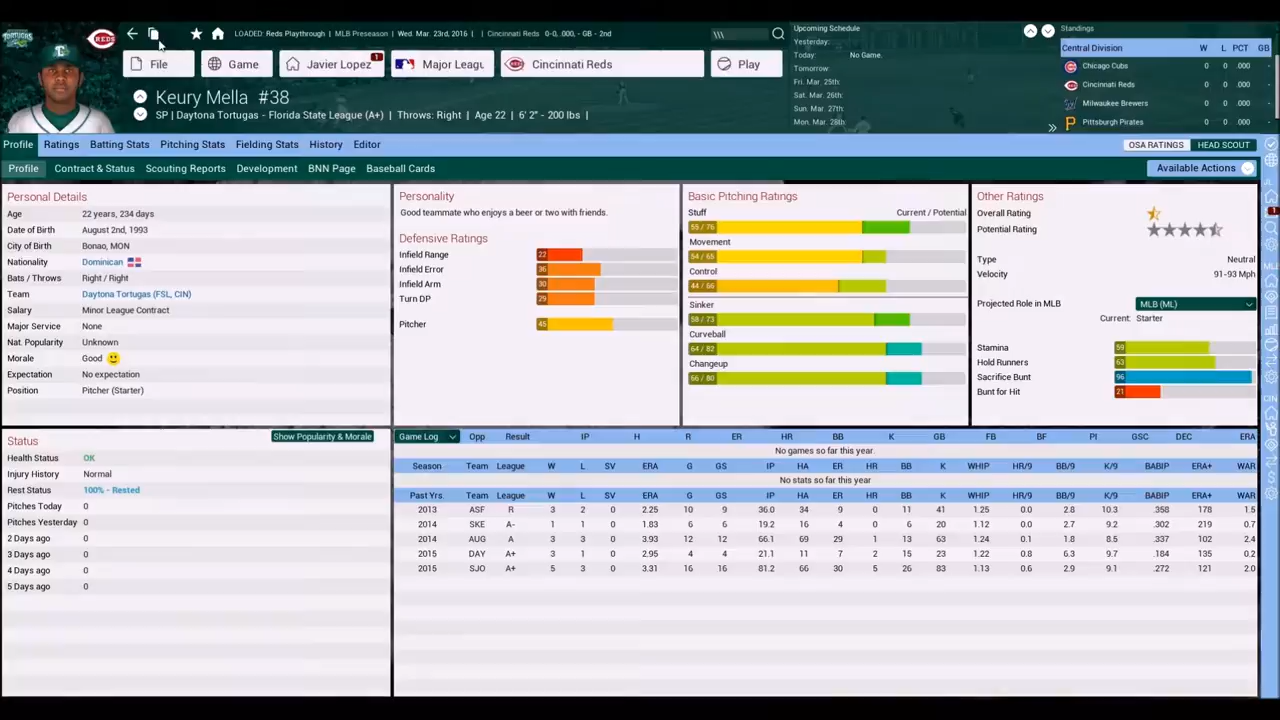 TORTUGAS
REDS
LOADED: Reds Playthrough | MLB Preseason | Wed. Mar. 23rd, 2016 | | Cincinnati Reds 0-0, .000, - GB - 2nd
\\\
File
Game
Javier Lopez
1
Major Leagu
Cincinnati Reds
Play
Upcoming Schedule
Yesterday:
Today: No Game.
Tomorrow:
Fri. Mar. 25th:
Sat. Mar. 26th:
Sun. Mar. 27th:
Mon. Mar. 28th:
Standings
Central Division W L PCT GB
Chicago Cubs 0 0 .000
Cincinnati Reds 0 0 .000
Milwaukee Brewers 0 0 .000
Pittsburgh Pirates 0 0 .000
Keury Mella #38
SP | Daytona Tortugas - Florida State League (A+) | Throws: Right | Age 22 | 6' 2" - 200 lbs |
Profile Ratings Batting Stats Pitching Stats Fielding Stats History Editor
OSA RATINGS HEAD SCOUT
Profile Contract & Status Scouting Reports Development BNN Page Baseball Cards
Available Actions
Personal Details
Age 22 years, 234 days
Date of Birth August 2nd, 1993
City of Birth Bonao, MON
Nationality Dominican
Bats / Throws Right / Right
Team Daytona Tortugas (FSL, CIN)
Salary Minor League Contract
Major Service None
Nat. Popularity Unknown
Morale Good
Expectation No expectation
Position Pitcher (Starter)
Personality
Good teammate who enjoys a beer or two with friends.
Defensive Ratings
Infield Range 22
Infield Error 36
Infield Arm 30
Turn DP 29
Pitcher 45
Basic Pitching Ratings
Stuff Current / Potential
55 / 76
Movement
54 / 65
Control
44 / 66
Sinker
58 / 73
Curveball
64 / 82
Changeup
66 / 80
Other Ratings
Overall Rating
Potential Rating
Type Neutral
Velocity 91-93 Mph
Projected Role in MLB MLB (ML)
Current: Starter
Stamina 59
Hold Runners 63
Sacrifice Bunt 96
Bunt for Hit 21
Status
Show Popularity & Morale
Health Status OK
Injury History Normal
Rest Status 100% - Rested
Pitches Today 0
Pitches Yesterday 0
2 Days ago 0
3 Days ago 0
4 Days ago 0
5 Days ago 0
Game Log Opp Result IP H R ER HR BB K GB FB BF PI GSC DEC ERA
No games so far this year.
Season Team League W L SV ERA G GS IP HA ER HR BB K WHIP HR/9 BB/9 K/9 BABIP ERA+ WAR
No stats so far this year
Past Yrs. Team League W L SV ERA G GS IP HA ER HR BB K WHIP HR/9 BB/9 K/9 BABIP ERA+ WAR
2013 ASF R 3 2 0 2.25 10 9 36.0 34 9 0 11 41 1.25 0.0 2.8 10.3 .358 178 1.5
2014 SKE A- 1 1 0 1.83 6 6 19.2 16 4 0 6 20 1.12 0.0 2.7 9.2 .302 219 0.7
2014 AUG A 3 3 0 3.93 12 12 66.1 69 29 1 13 63 1.24 0.1 1.8 8.5 .337 102 2.4
2015 DAY A+ 3 1 0 2.95 4 4 21.1 11 7 2 15 23 1.22 0.8 6.3 9.7 .184 135 0.2
2015 SJO A+ 5 3 0 3.31 16 16 81.2 66 30 5 26 83 1.13 0.6 2.9 9.1 .272 121 2.0